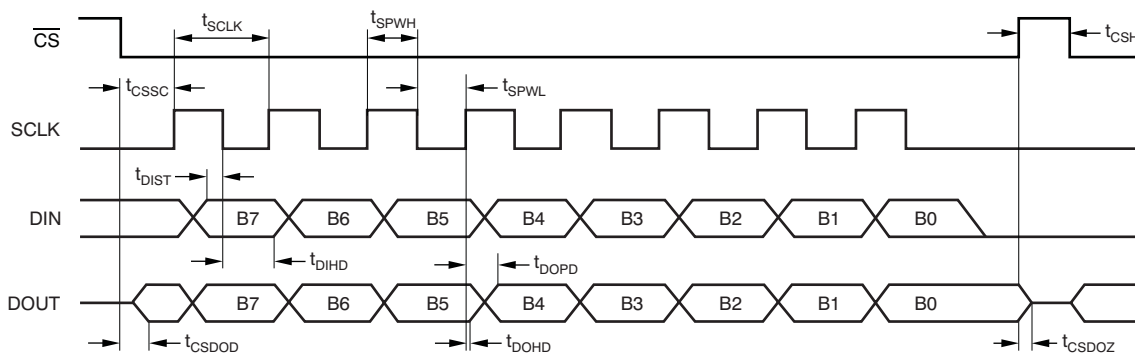 tSCLK tSPWH
CS tCSH
tCSSC tSPWL
SCLK
tDIST
DIN B7 B6 B5 B4 B3 B2 B1 B0
tDIHD tDOPD
DOUT B7 B6 B5 B4 B3 B2 B1 B0
tCSDOD tDOHD tCSDOZ